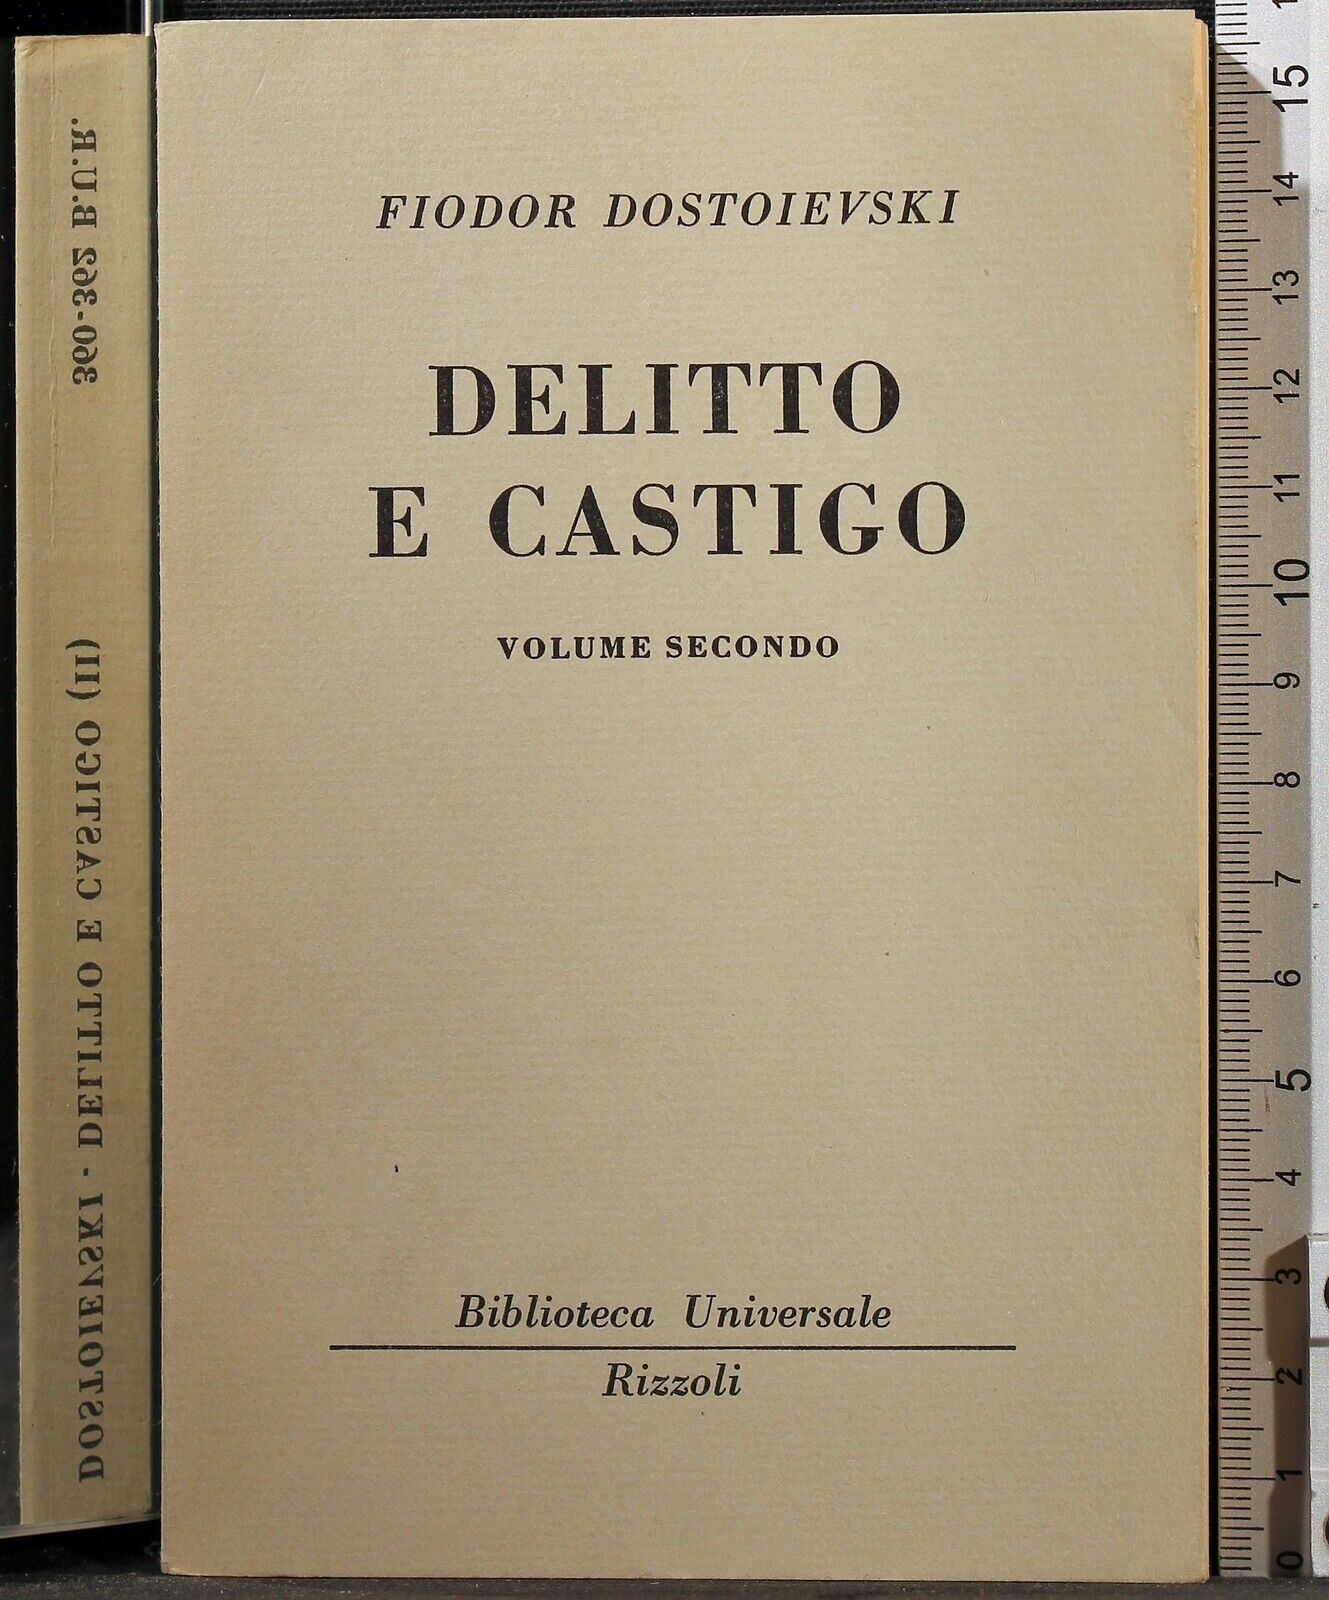 FIODOR DOSTOIEVSKI
DELITTO
E CASTIGO
VOLUME SECONDO
Biblioteca Universale
Rizzoli
DOSTOIEVSKI - DELITTO E CASTIGO (II) 360-362 B.U.R.
15
14
13
12
11
10
9
8
7
6
5
4
3
2
1
0